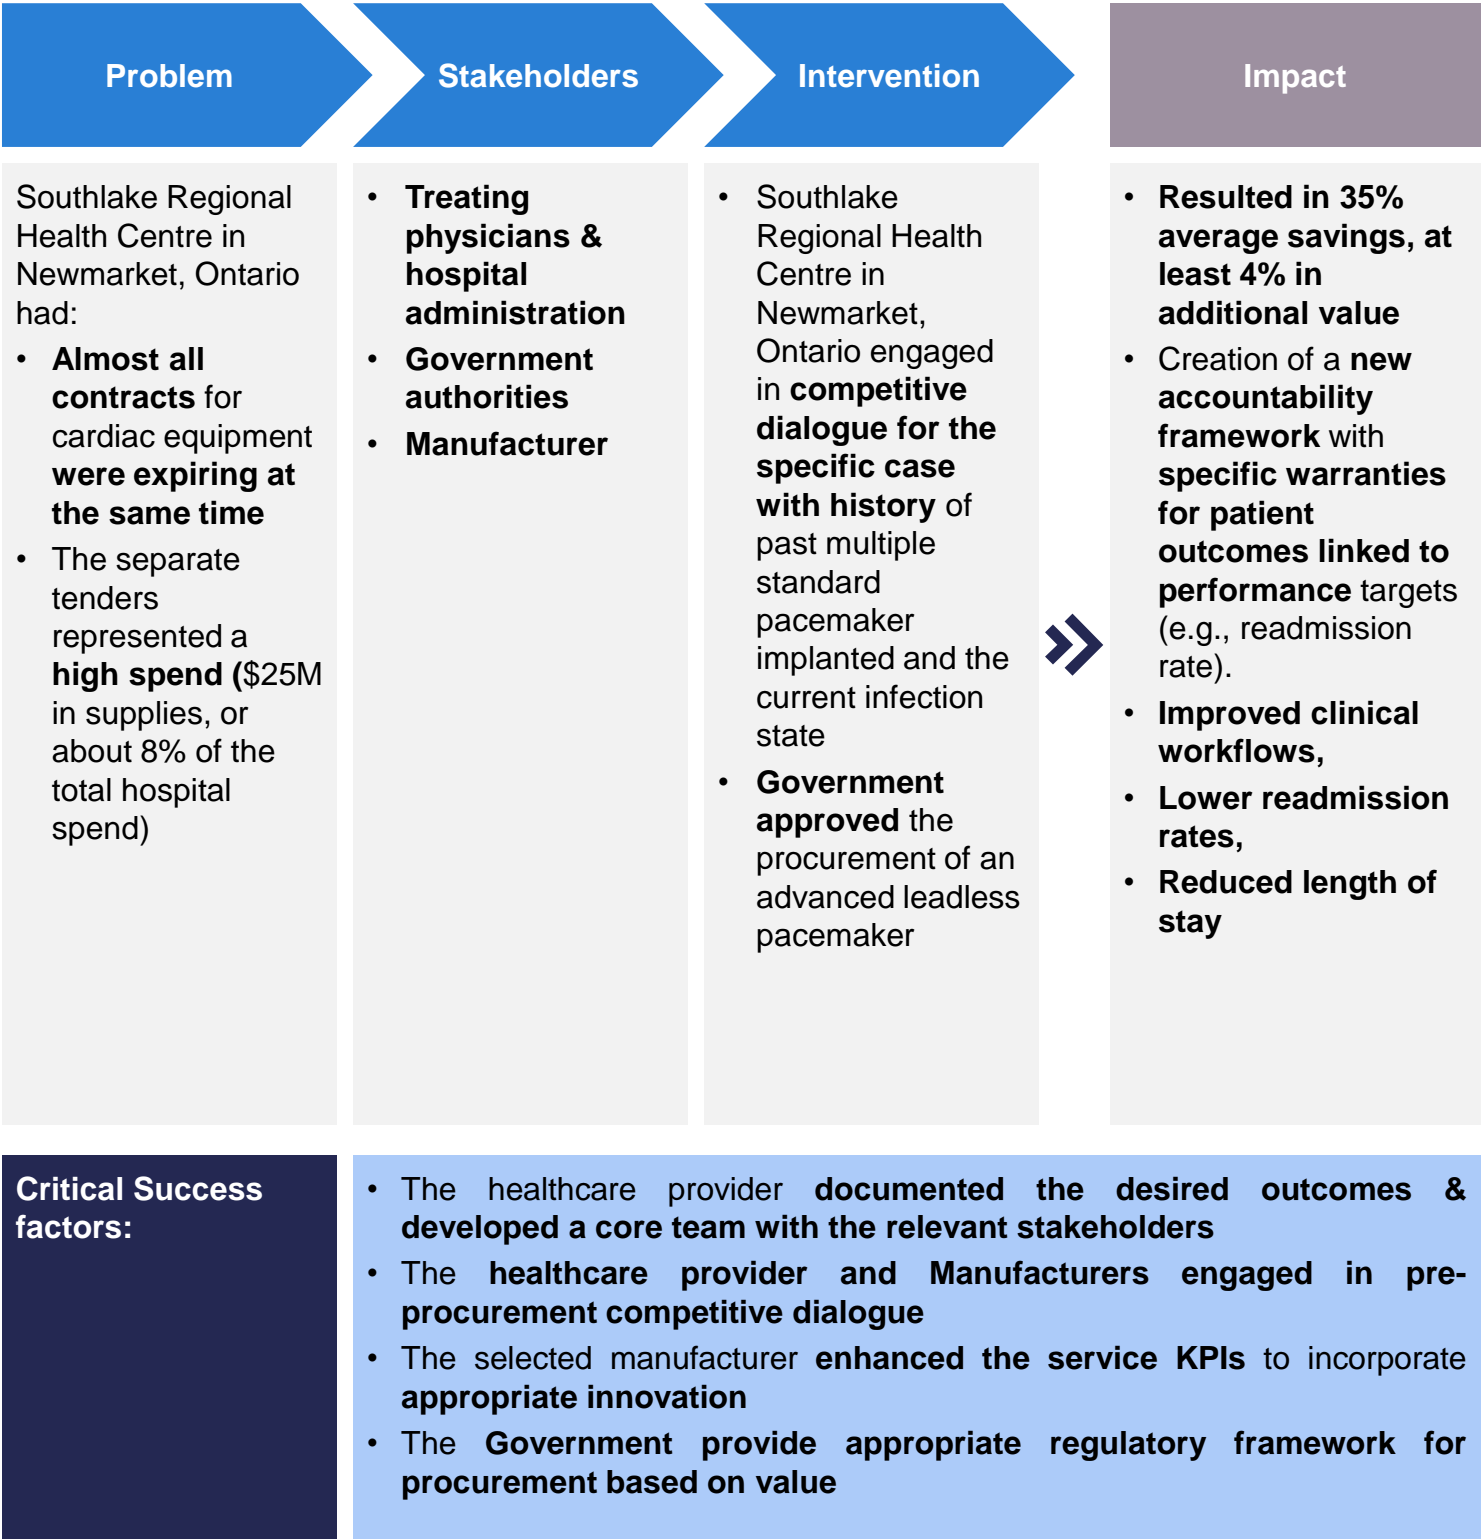 Problem
Stakeholders
Intervention
Impact
Southlake Regional
Health Centre in
Newmarket, Ontario
had:
• Almost all
contracts for
cardiac equipment
were expiring at
the same time
• The separate
tenders
represented a
high spend ($25M
in supplies, or
about 8% of the
total hospital
spend)
• Treating
physicians &
hospital
administration
• Government
authorities
• Manufacturer
• Southlake
Regional Health
Centre in
Newmarket,
Ontario engaged
in competitive
dialogue for the
specific case
with history of
past multiple
standard
pacemaker
implanted and the
current infection
state
• Government
approved the
procurement of an
advanced leadless
pacemaker
• Resulted in 35%
average savings, at
least 4% in
additional value
• Creation of a new
accountability
framework with
specific warranties
for patient
outcomes linked to
performance targets
(e.g., readmission
rate).
• Improved clinical
workflows,
• Lower readmission
rates,
• Reduced length of
stay
Critical Success
factors:
• The healthcare provider documented the desired outcomes &
developed a core team with the relevant stakeholders
• The healthcare provider and Manufacturers engaged in pre-
procurement competitive dialogue
• The selected manufacturer enhanced the service KPIs to incorporate
appropriate innovation
• The Government provide appropriate regulatory framework for
procurement based on value